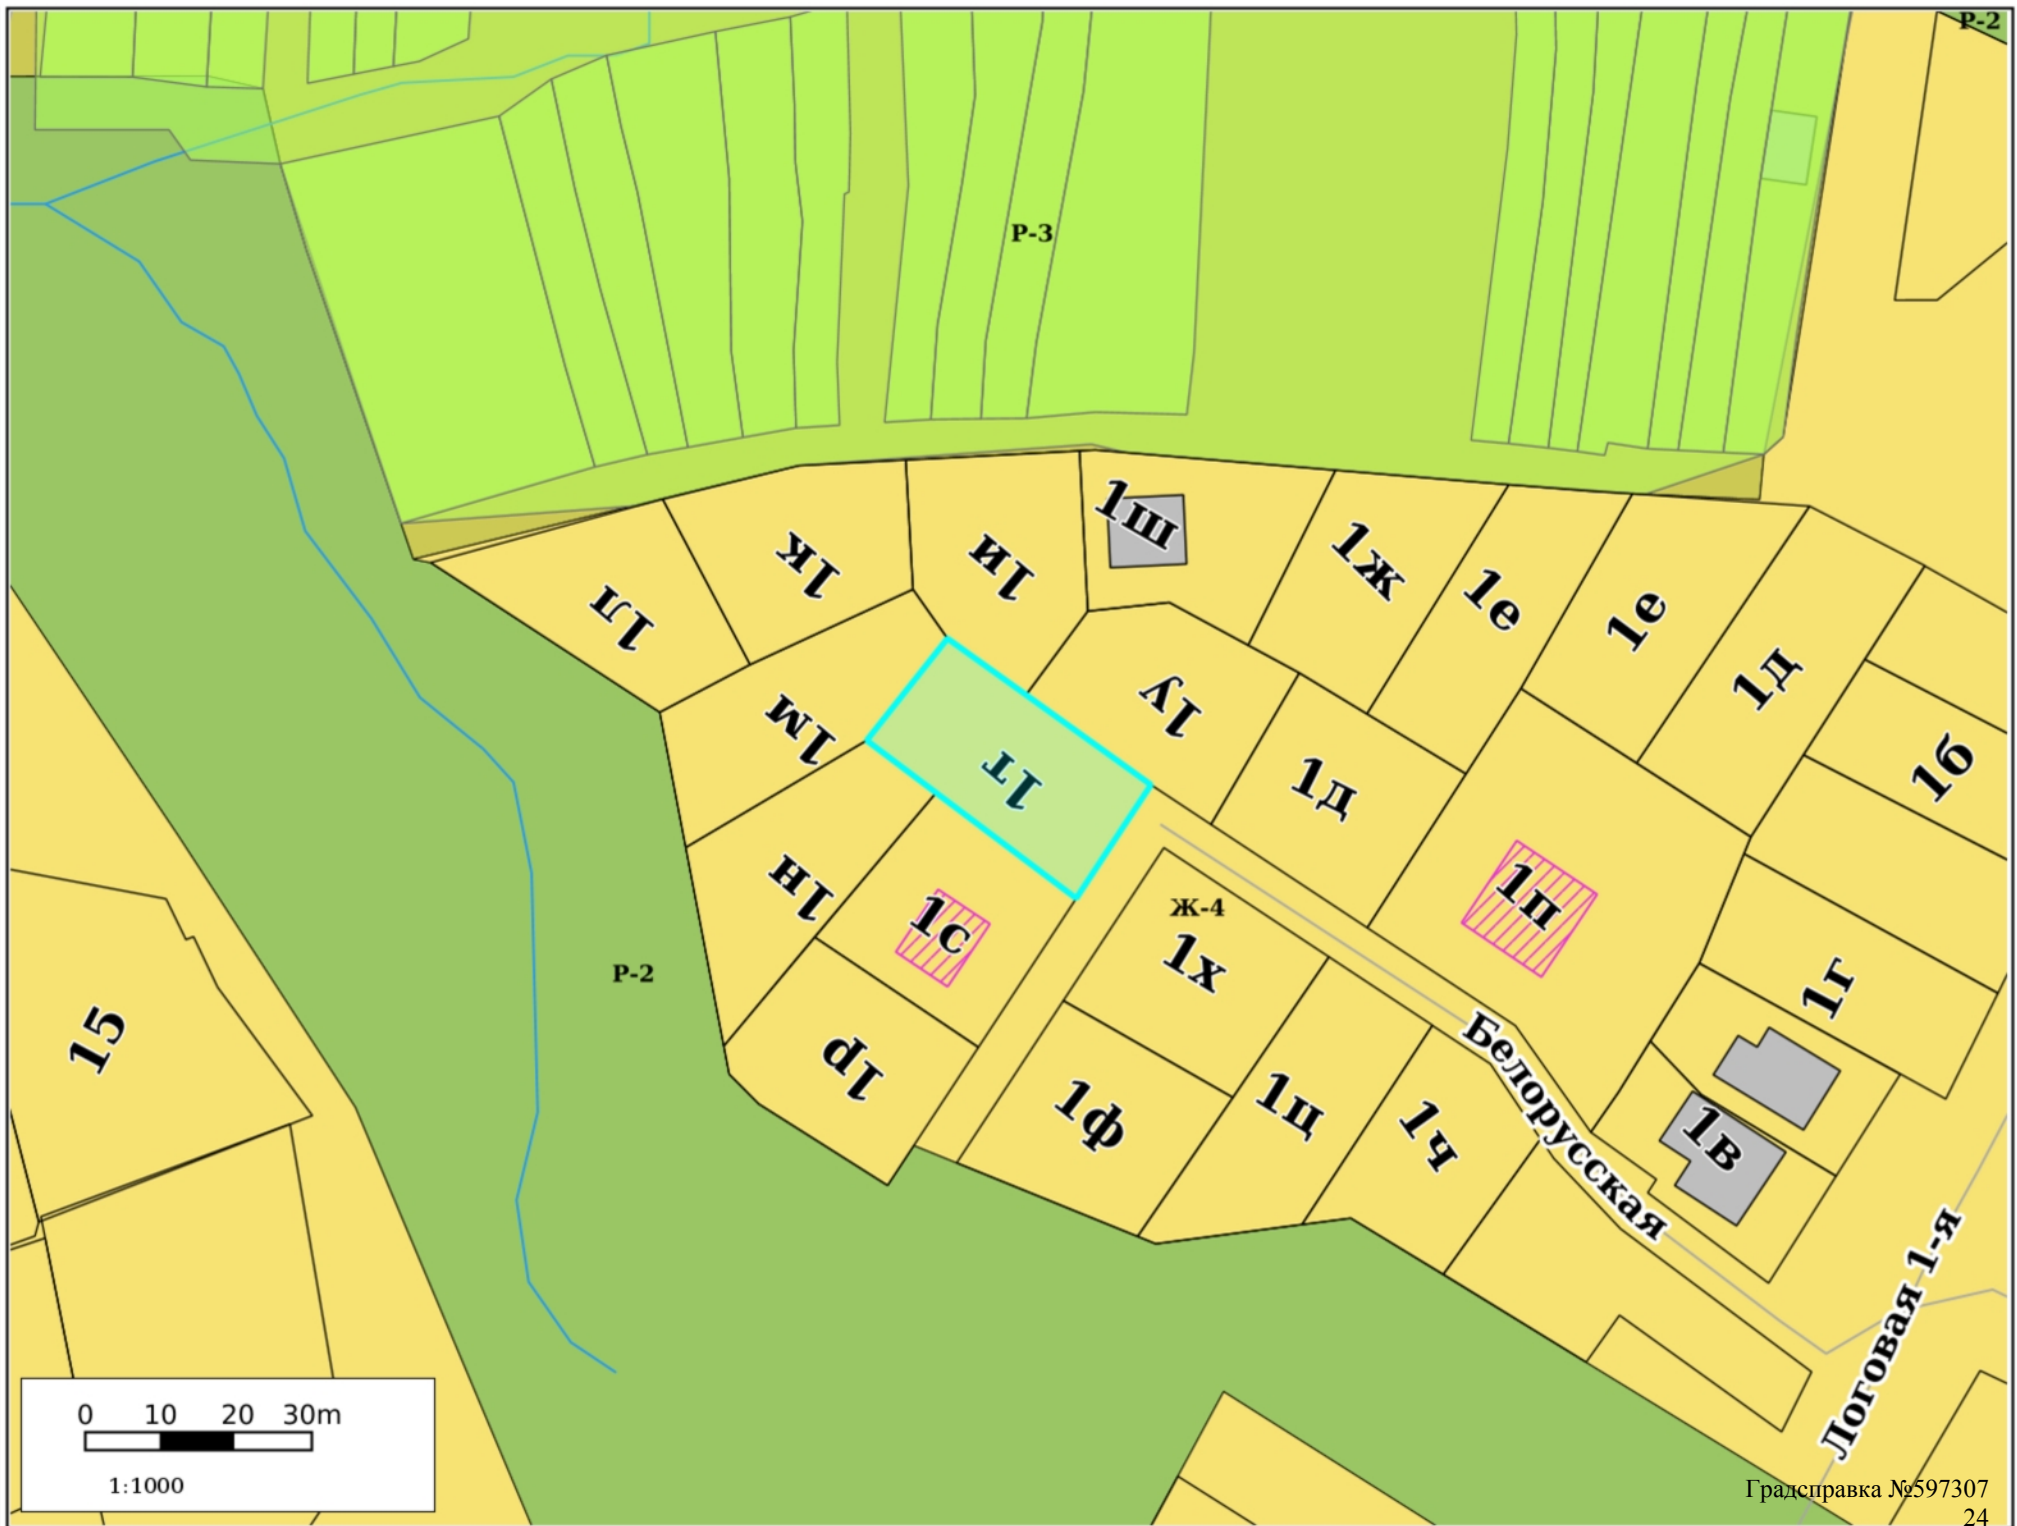 Р-2
Р-3
1ш
1к
1и
1ж
1е
1е
1л
1д
1у
1м
1б
1т
1д
1н
1п
Ж-4
1с
1х
Р-2
1г
15
Белорусская
1р
1ф
1ц
1ч
1в
Логовая 1-я
0 10 20 30m
1:1000
Градсправка №597307
24